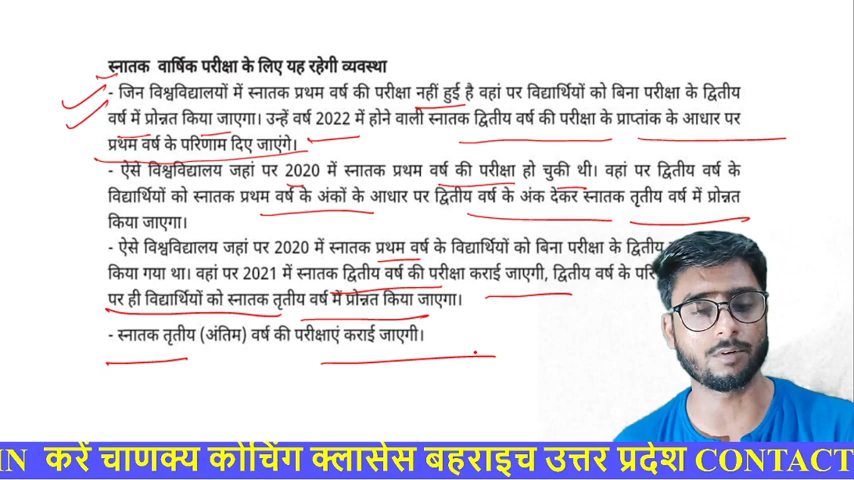 स्नातक वार्षिक परीक्षा के लिए यह रहेगी व्यवस्था
- जिन विश्वविद्यालयों में स्नातक प्रथम वर्ष की परीक्षा नहीं हुई है वहां पर विद्यार्थियों को बिना परीक्षा के द्वितीय
वर्ष में प्रोन्नत किया जाएगा। उन्हें वर्ष 2022 में होने वाली स्नातक द्वितीय वर्ष की परीक्षा के प्राप्तांक के आधार पर
प्रथम वर्ष के परिणाम दिए जाएंगे।
- ऐसे विश्वविद्यालय जहां पर 2020 में स्नातक प्रथम वर्ष की परीक्षा हो चुकी थी। वहां पर द्वितीय वर्ष के
विद्यार्थियों को स्नातक प्रथम वर्ष के अंकों के आधार पर द्वितीय वर्ष के अंक देकर स्नातक तृतीय वर्ष में प्रोन्नत
किया जाएगा।
- ऐसे विश्वविद्यालय जहां पर 2020 में स्नातक प्रथम वर्ष के विद्यार्थियों को बिना परीक्षा के द्वितीय
किया गया था। वहां पर 2021 में स्नातक द्वितीय वर्ष की परीक्षा कराई जाएगी, द्वितीय वर्ष के
पर ही विद्यार्थियों को स्नातक तृतीय वर्ष में प्रोन्नत किया जाएगा।
- स्नातक तृतीय (अंतिम) वर्ष की परीक्षाएं कराई जाएगी।
IN करें चाणक्य कोचिंग क्लासेस बहराइच उत्तर प्रदेश CONTACT